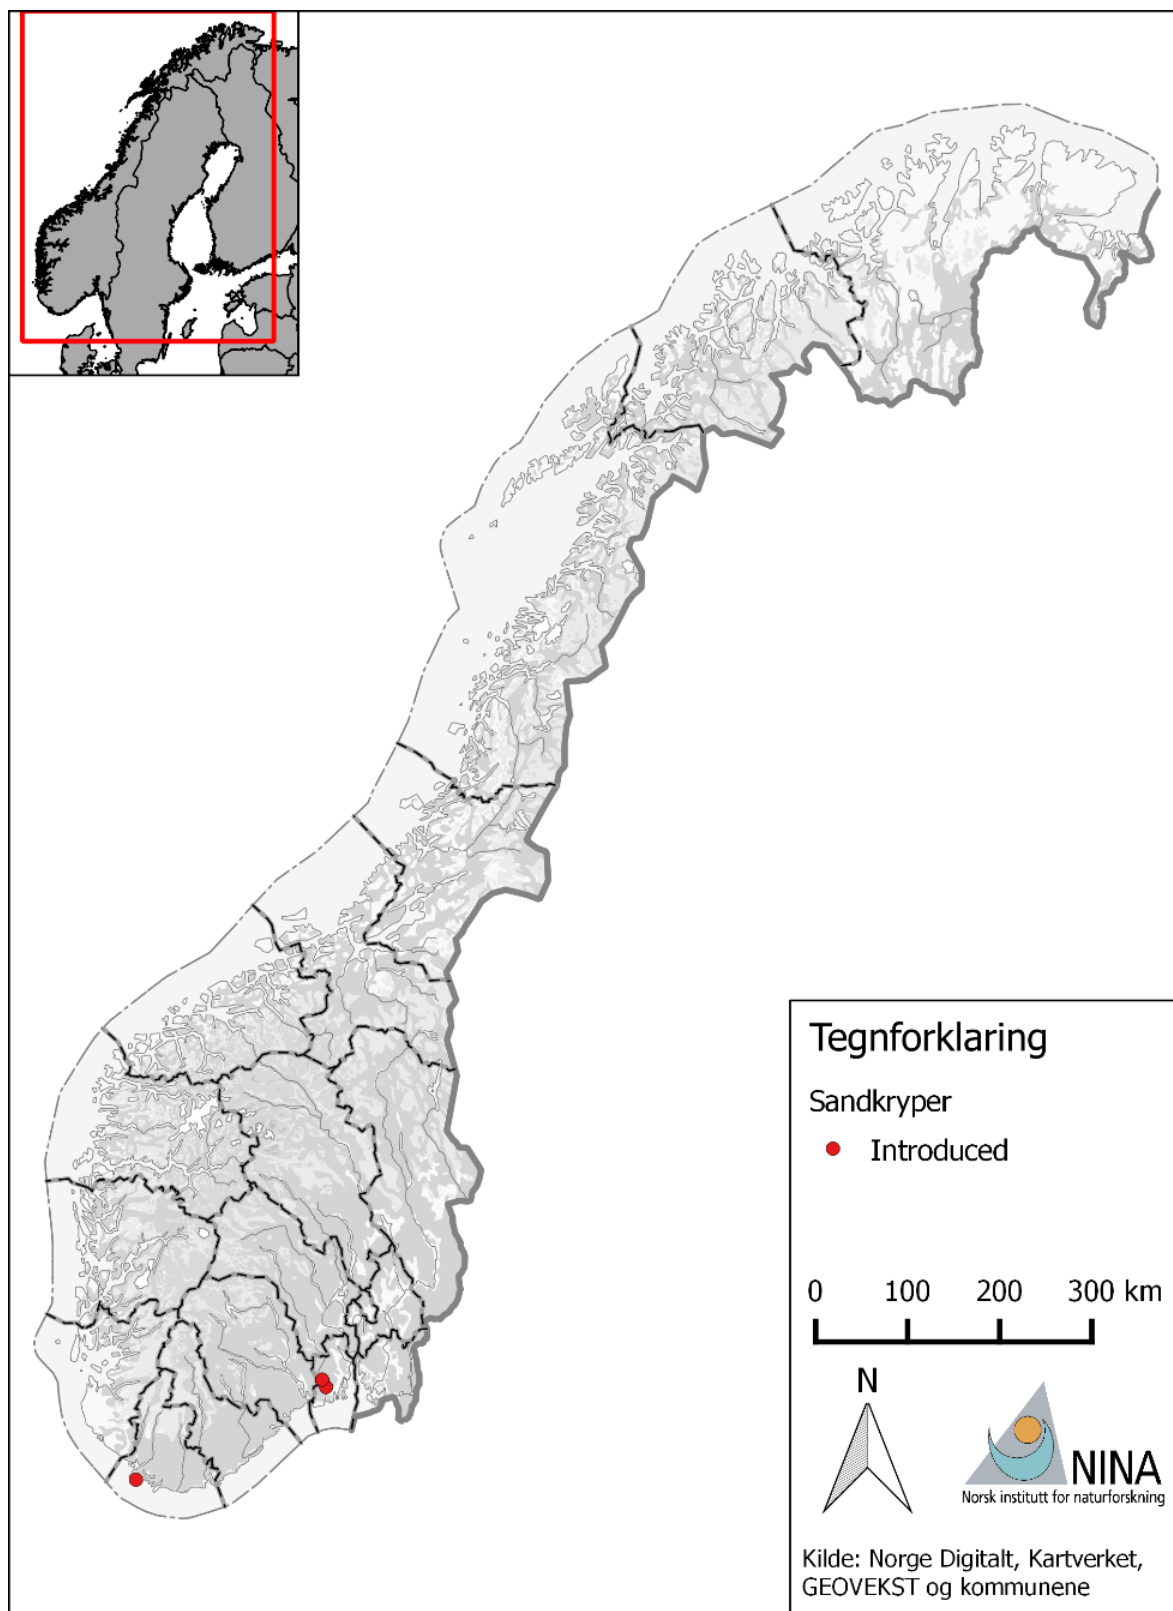 Tegnforklaring
Sandkryper
Introduced
0 100 200 300 km
N
NINA
Norsk institutt for naturforskning
Kilde: Norge Digitalt, Kartverket,
GEOVEKST og kommunene